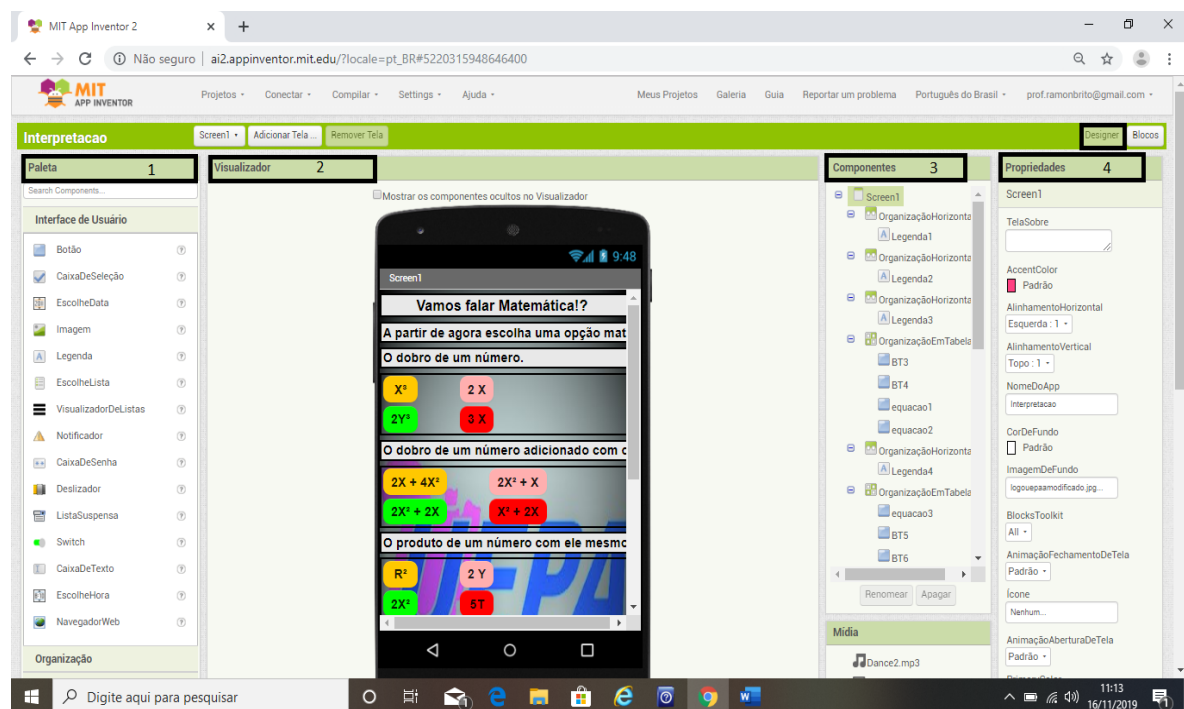 MIT App Inventor 2
Não seguro | ai2.appinventor.mit.edu/?locale=pt_BR#5220315948646400
MIT
APP INVENTOR
Projetos Conectar Compilar Settings Ajuda Meus Projetos Galeria Guia Reportar um problema Português do Brasil prof.ramonbrito@gmail.com
Interpretacao
Screen1 Adicionar Tela ... Remover Tela
Designer Blocos
Paleta 1
Search Components...
Interface de Usuário
Botão
CaixaDeSeleção
EscolheData
Imagem
Legenda
EscolheLista
VisualizadorDeListas
Notificador
CaixaDeSenha
Deslizador
ListaSuspensa
Switch
CaixaDeTexto
EscolheHora
NavegadorWeb
Organização
Visualizador 2
Mostrar os componentes ocultos no Visualizador
9:48
Screen1
Vamos falar Matemática!?
A partir de agora escolha uma opção mat
O dobro de um número.
2 X
3 X
O dobro de um número adicionado com
2X + 4X²
2X² + X
2X² + 2X
X² + 2X
O produto de um número com ele mesmo
R²
2 Y
2X²
5T
Componentes 3
Screen1
OrganizaçãoHorizonta
Legenda1
OrganizaçãoHorizonta
Legenda2
OrganizaçãoHorizonta
Legenda3
OrganizaçãoEmTabela
BT3
BT4
equacao1
equacao2
OrganizaçãoHorizonta
Legenda4
OrganizaçãoEmTabela
equacao3
BT5
BT6
Renomear Apagar
Mídia
Dance2.mp3
Propriedades 4
Screen1
TelaSobre
AccentColor
Padrão
AlinhamentoHorizontal
Esquerda : 1
AlinhamentoVertical
Topo : 1
NomeDoApp
Interpretacao
CorDeFundo
Padrão
ImagemDeFundo
logouepaamodificado.jpg...
BlocksToolkit
All
AnimaçãoFechamentoDeTela
Padrão
Ícone
Nenhum...
AnimaçãoAberturaDeTela
Padrão
Digite aqui para pesquisar
11:13
16/11/2019